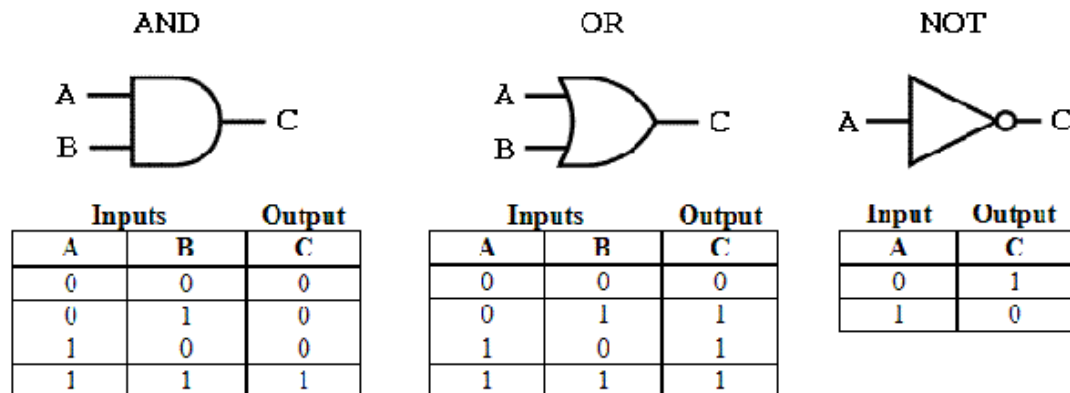 AND OR NOT
A
B
C
A
B
C
A C
Inputs Output
A B C
0 0 0
0 1 0
1 0 0
1 1 1
Inputs Output
A B C
0 0 0
0 1 1
1 0 1
1 1 1
Input Output
A C
0 1
1 0